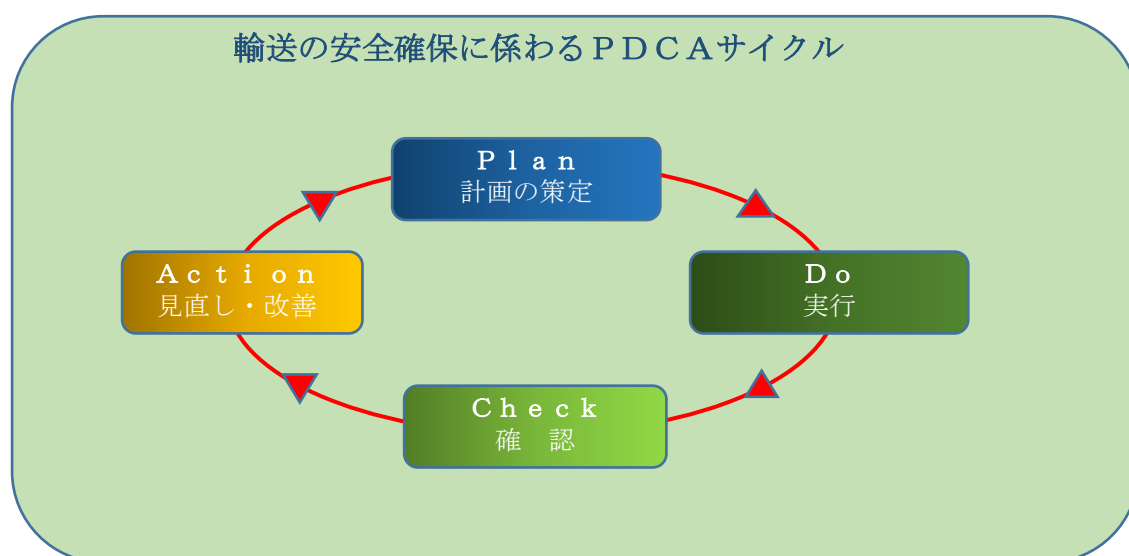 輸送の安全確保に係わるＰＤＣＡサイクル
Ｐｌａｎ
計画の策定
Ｄｏ
実行
Ｃｈｅｃｋ
確　認
Ａｃｔｉｏｎ
見直し・改善